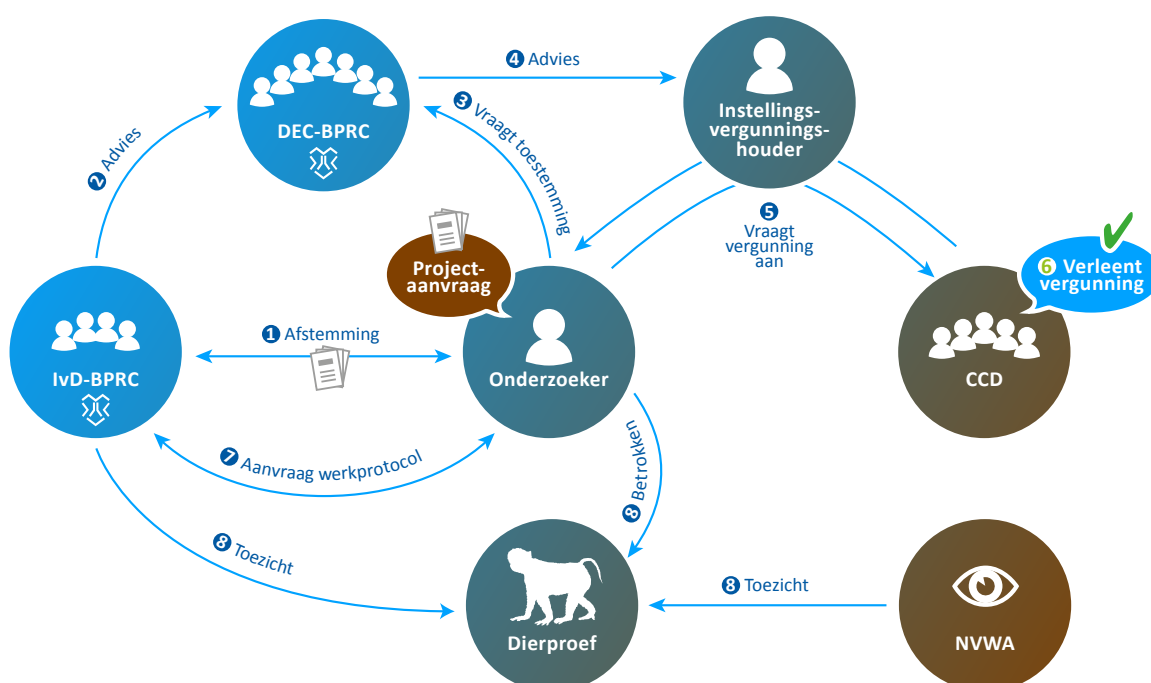 4 Advies
DEC-BPRC
Instellings-
vergunnings-
houder
3 Vraagt toestemming
2 Advies
5
Vraagt
vergunning
aan
Project-
aanvraag
6 Verleent
vergunning
1 Afstemming
IvD-BPRC
Onderzoeker
CCD
7 Aanvraag werkprotocol
8 Betrokken
8 Toezicht
8 Toezicht
Dierproef
NVWA